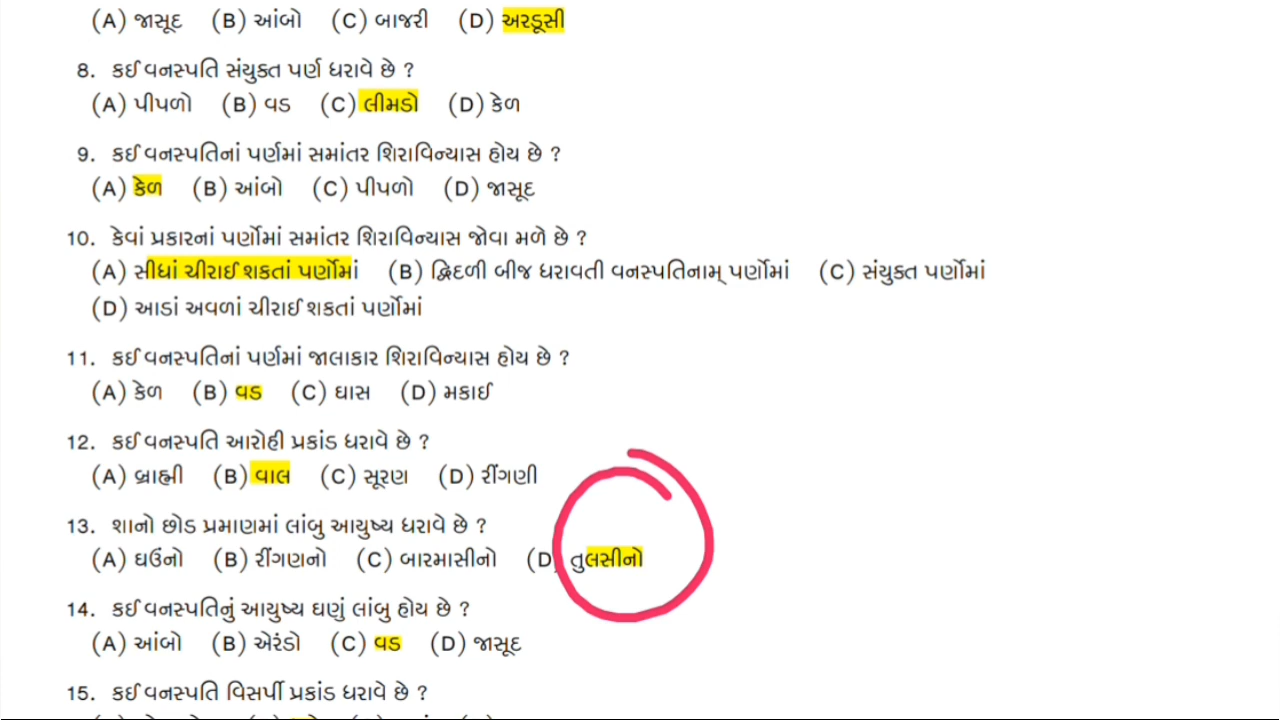 (A) જાસૂદ (B) આંબો (C) બાજરી (D) અરડૂસી
8. કઈ વનસ્પતિ સંયુક્ત પર્ણ ધરાવે છે ?
(A) પીપળો (B) વડ (C) લીમડો (D) કેળ
9. કઈ વનસ્પતિનાં પર્ણમાં સમાંતર શિરાવિન્યાસ હોય છે ?
(A) કેળ (B) આંબો (C) પીપળો (D) જાસૂદ
10. કેવાં પ્રકારનાં પર્ણોમાં સમાંતર શિરાવિન્યાસ જોવા મળે છે ?
(A) સીધાં ચીરાઈ શકતાં પર્ણોમાં (B) દ્વિદળી બીજ ધરાવતી વનસ્પતિનામ્ પર્ણોમાં (C) સંયુક્ત પર્ણોમાં
(D) આડાં અવળાં ચીરાઈ શકતાં પર્ણોમાં
11. કઈ વનસ્પતિનાં પર્ણમાં જાલાકાર શિરાવિન્યાસ હોય છે ?
(A) કેળ (B) વડ (C) ઘાસ (D) મકાઈ
12. કઈ વનસ્પતિ આરોહી પ્રકાંડ ધરાવે છે ?
(A) બ્રાહ્મી (B) વાલ (C) સૂરણ (D) રીંગણી
13. શાનો છોડ પ્રમાણમાં લાંબુ આયુષ્ય ધરાવે છે ?
(A) ઘઉંનો (B) રીંગણનો (C) બારમાસીનો (D) તુલસીનો
14. કઈ વનસ્પતિનું આયુષ્ય ઘણું લાંબુ હોય છે ?
(A) આંબો (B) એરંડો (C) વડ (D) જાસૂદ
15. કઈ વનસ્પતિ વિસર્પી પ્રકાંડ ધરાવે છે ?